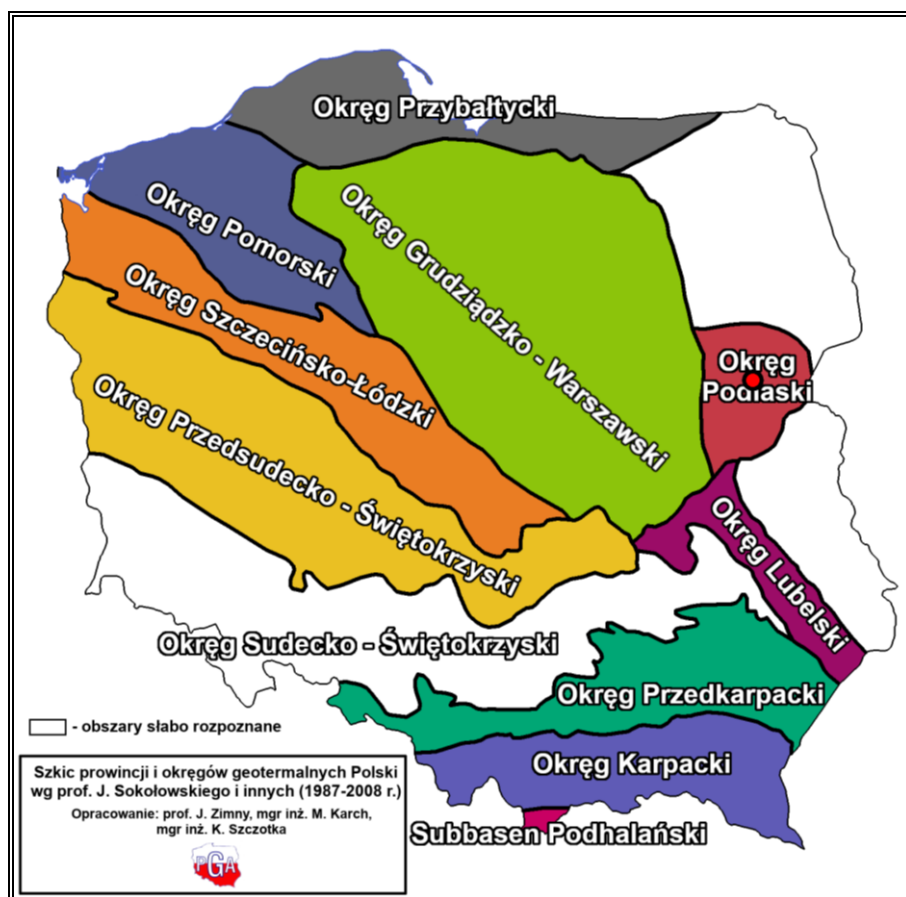 Okręg Przybałtycki
Okręg Pomorski
Okręg Grudziądzko - Warszawski
Okręg Szczecińsko-Łódzki
Okręg
Podlaski
Okręg Przedsudecko - Świętokrzyski
Okręg Lubelski
Okręg Sudecko - Świętokrzyski
Okręg Przedkarpacki
- obszary słabo rozpoznane
Okręg Karpacki
Szkic prowincji i okręgów geotermalnych Polski
wg prof. J. Sokołowskiego i innych (1987-2008 r.)
Opracowanie: prof. J. Zimny, mgr inż. M. Karch,
mgr inż. K. Szczotka
Subbasen Podhalański
PGA